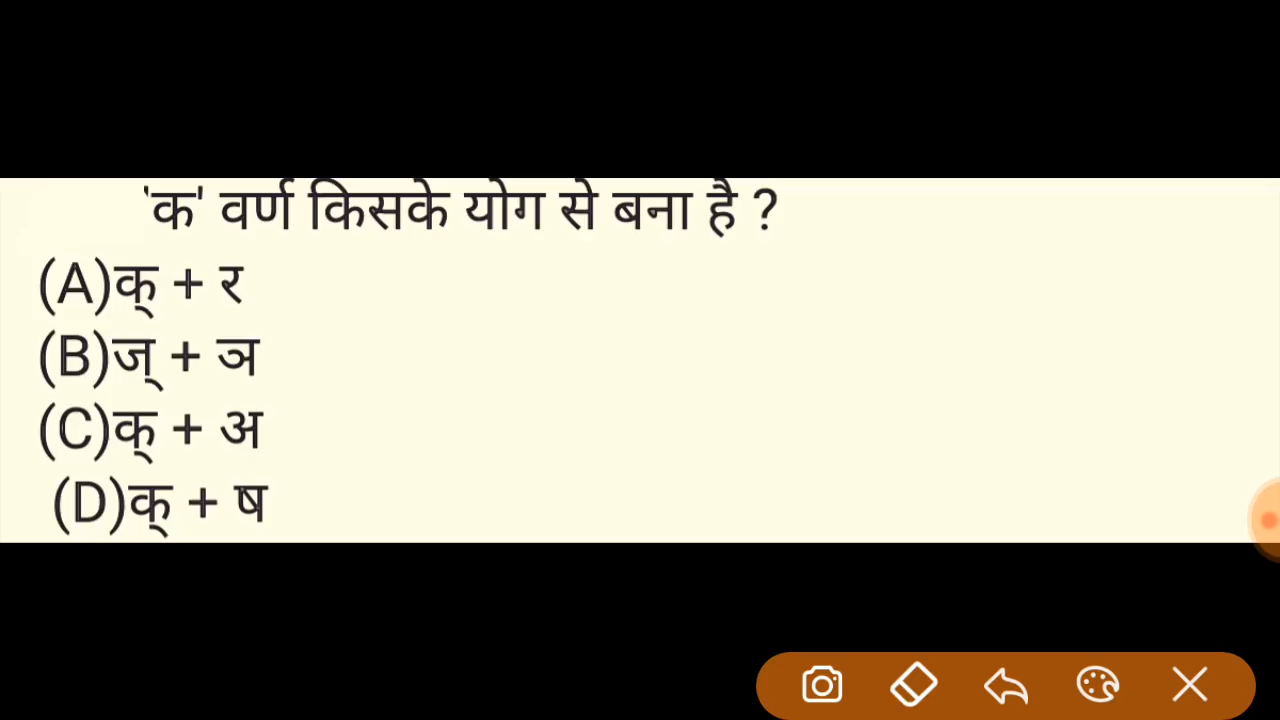 'क' वर्ण किसके योग से बना है ?
(A)क् + र
(B)ज् + ञ
(C)क् + अ
(D)क् + ष